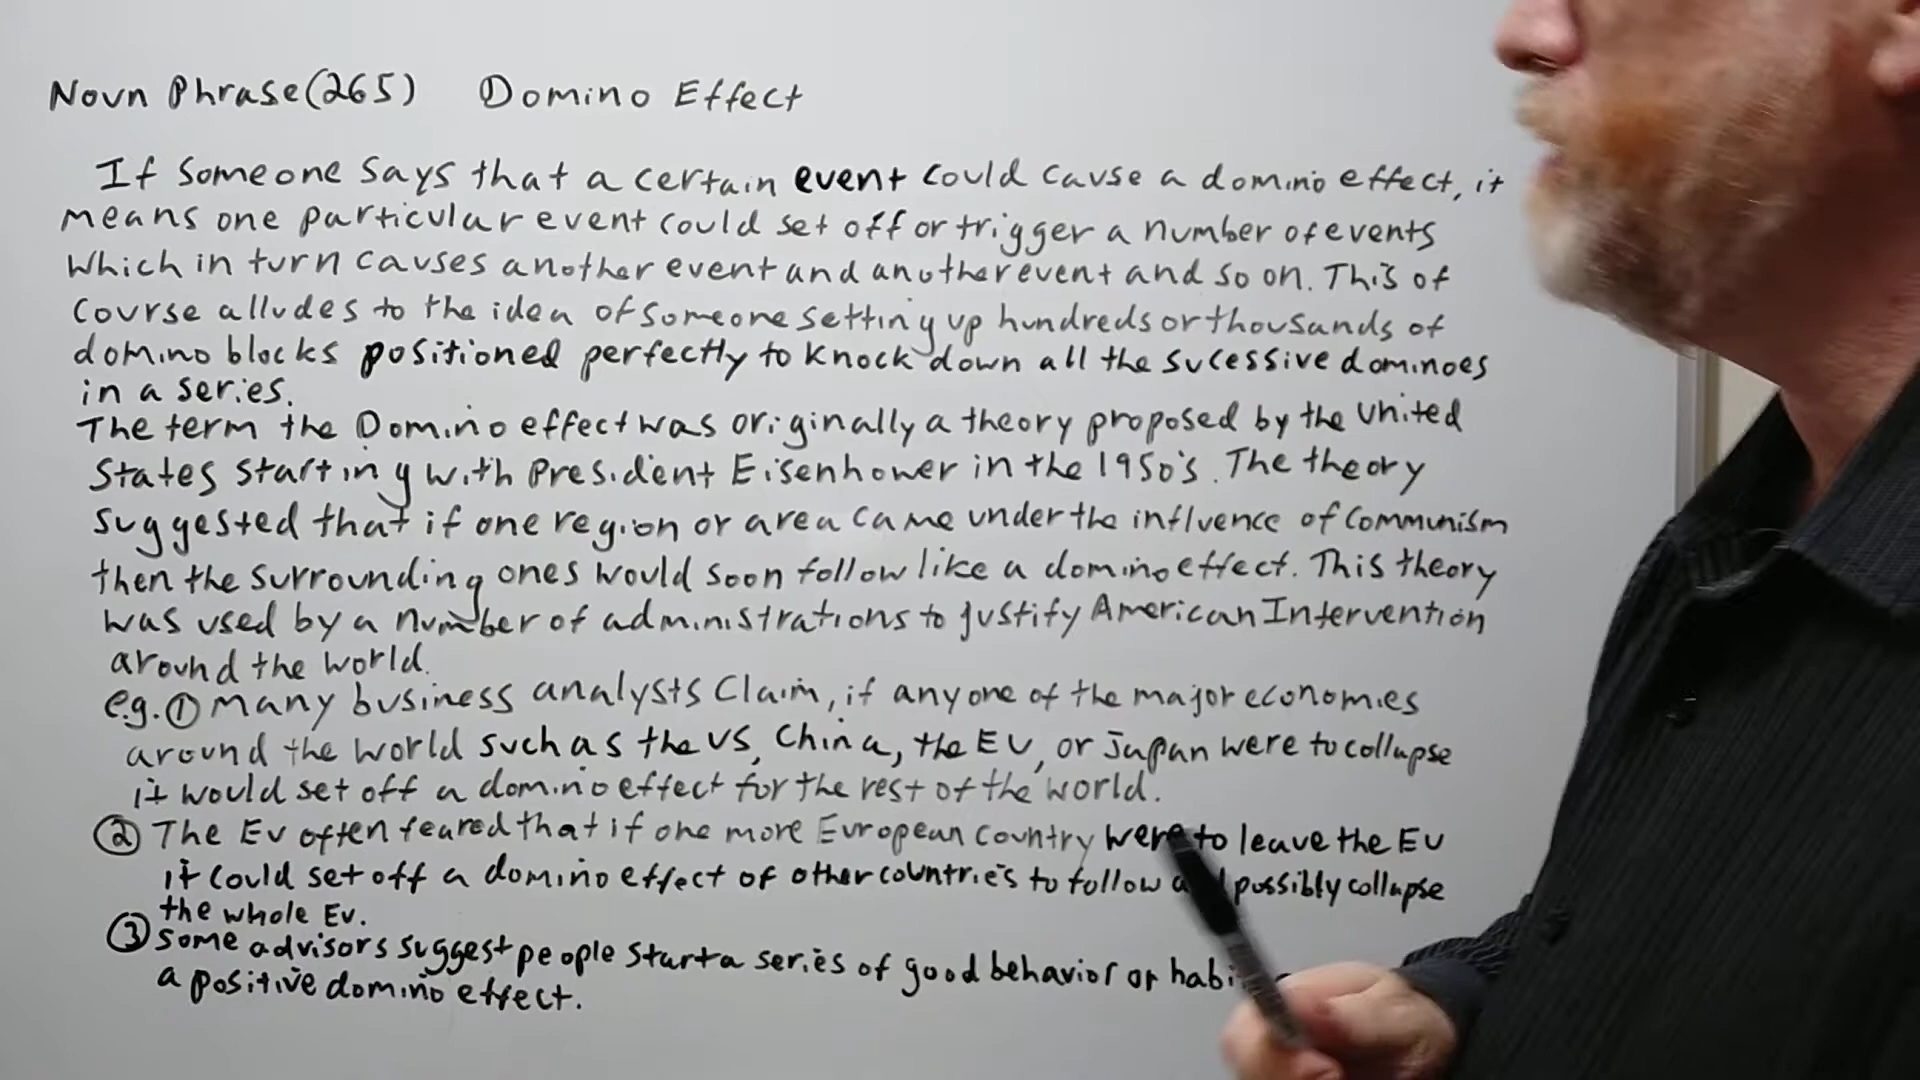 Noun Phrase (265) Domino Effect
If someone says that a certain event could cause a domino effect, it
means one particular event could set off or trigger a number of events
which in turn causes another event and another event and so on. This of
course alludes to the idea of someone setting up hundreds or thousands of
domino blocks positioned perfectly to knock down all the sucessive dominoes
in a series.
The term the Domino effect was originally a theory proposed by the United
States starting with President Eisenhower in the 1950's. The theory
suggested that if one region or area came under the influence of Communism
then the surrounding ones would soon follow like a domino effect. This theory
was used by a number of administrations to justify American Intervention
around the world.
e.g. ① Many business analysts claim, if any one of the major economies
around the world such as the US, China, the EU, or Japan were to collapse
it would set off a domino effect for the rest of the world.
② The EU often feared that if one more European country were to leave the EU
it could set off a domino effect of other countries to follow possibly collapse
the whole EU.
③ Some advisors suggest people start a series of good behavior or
a positive domino effect.